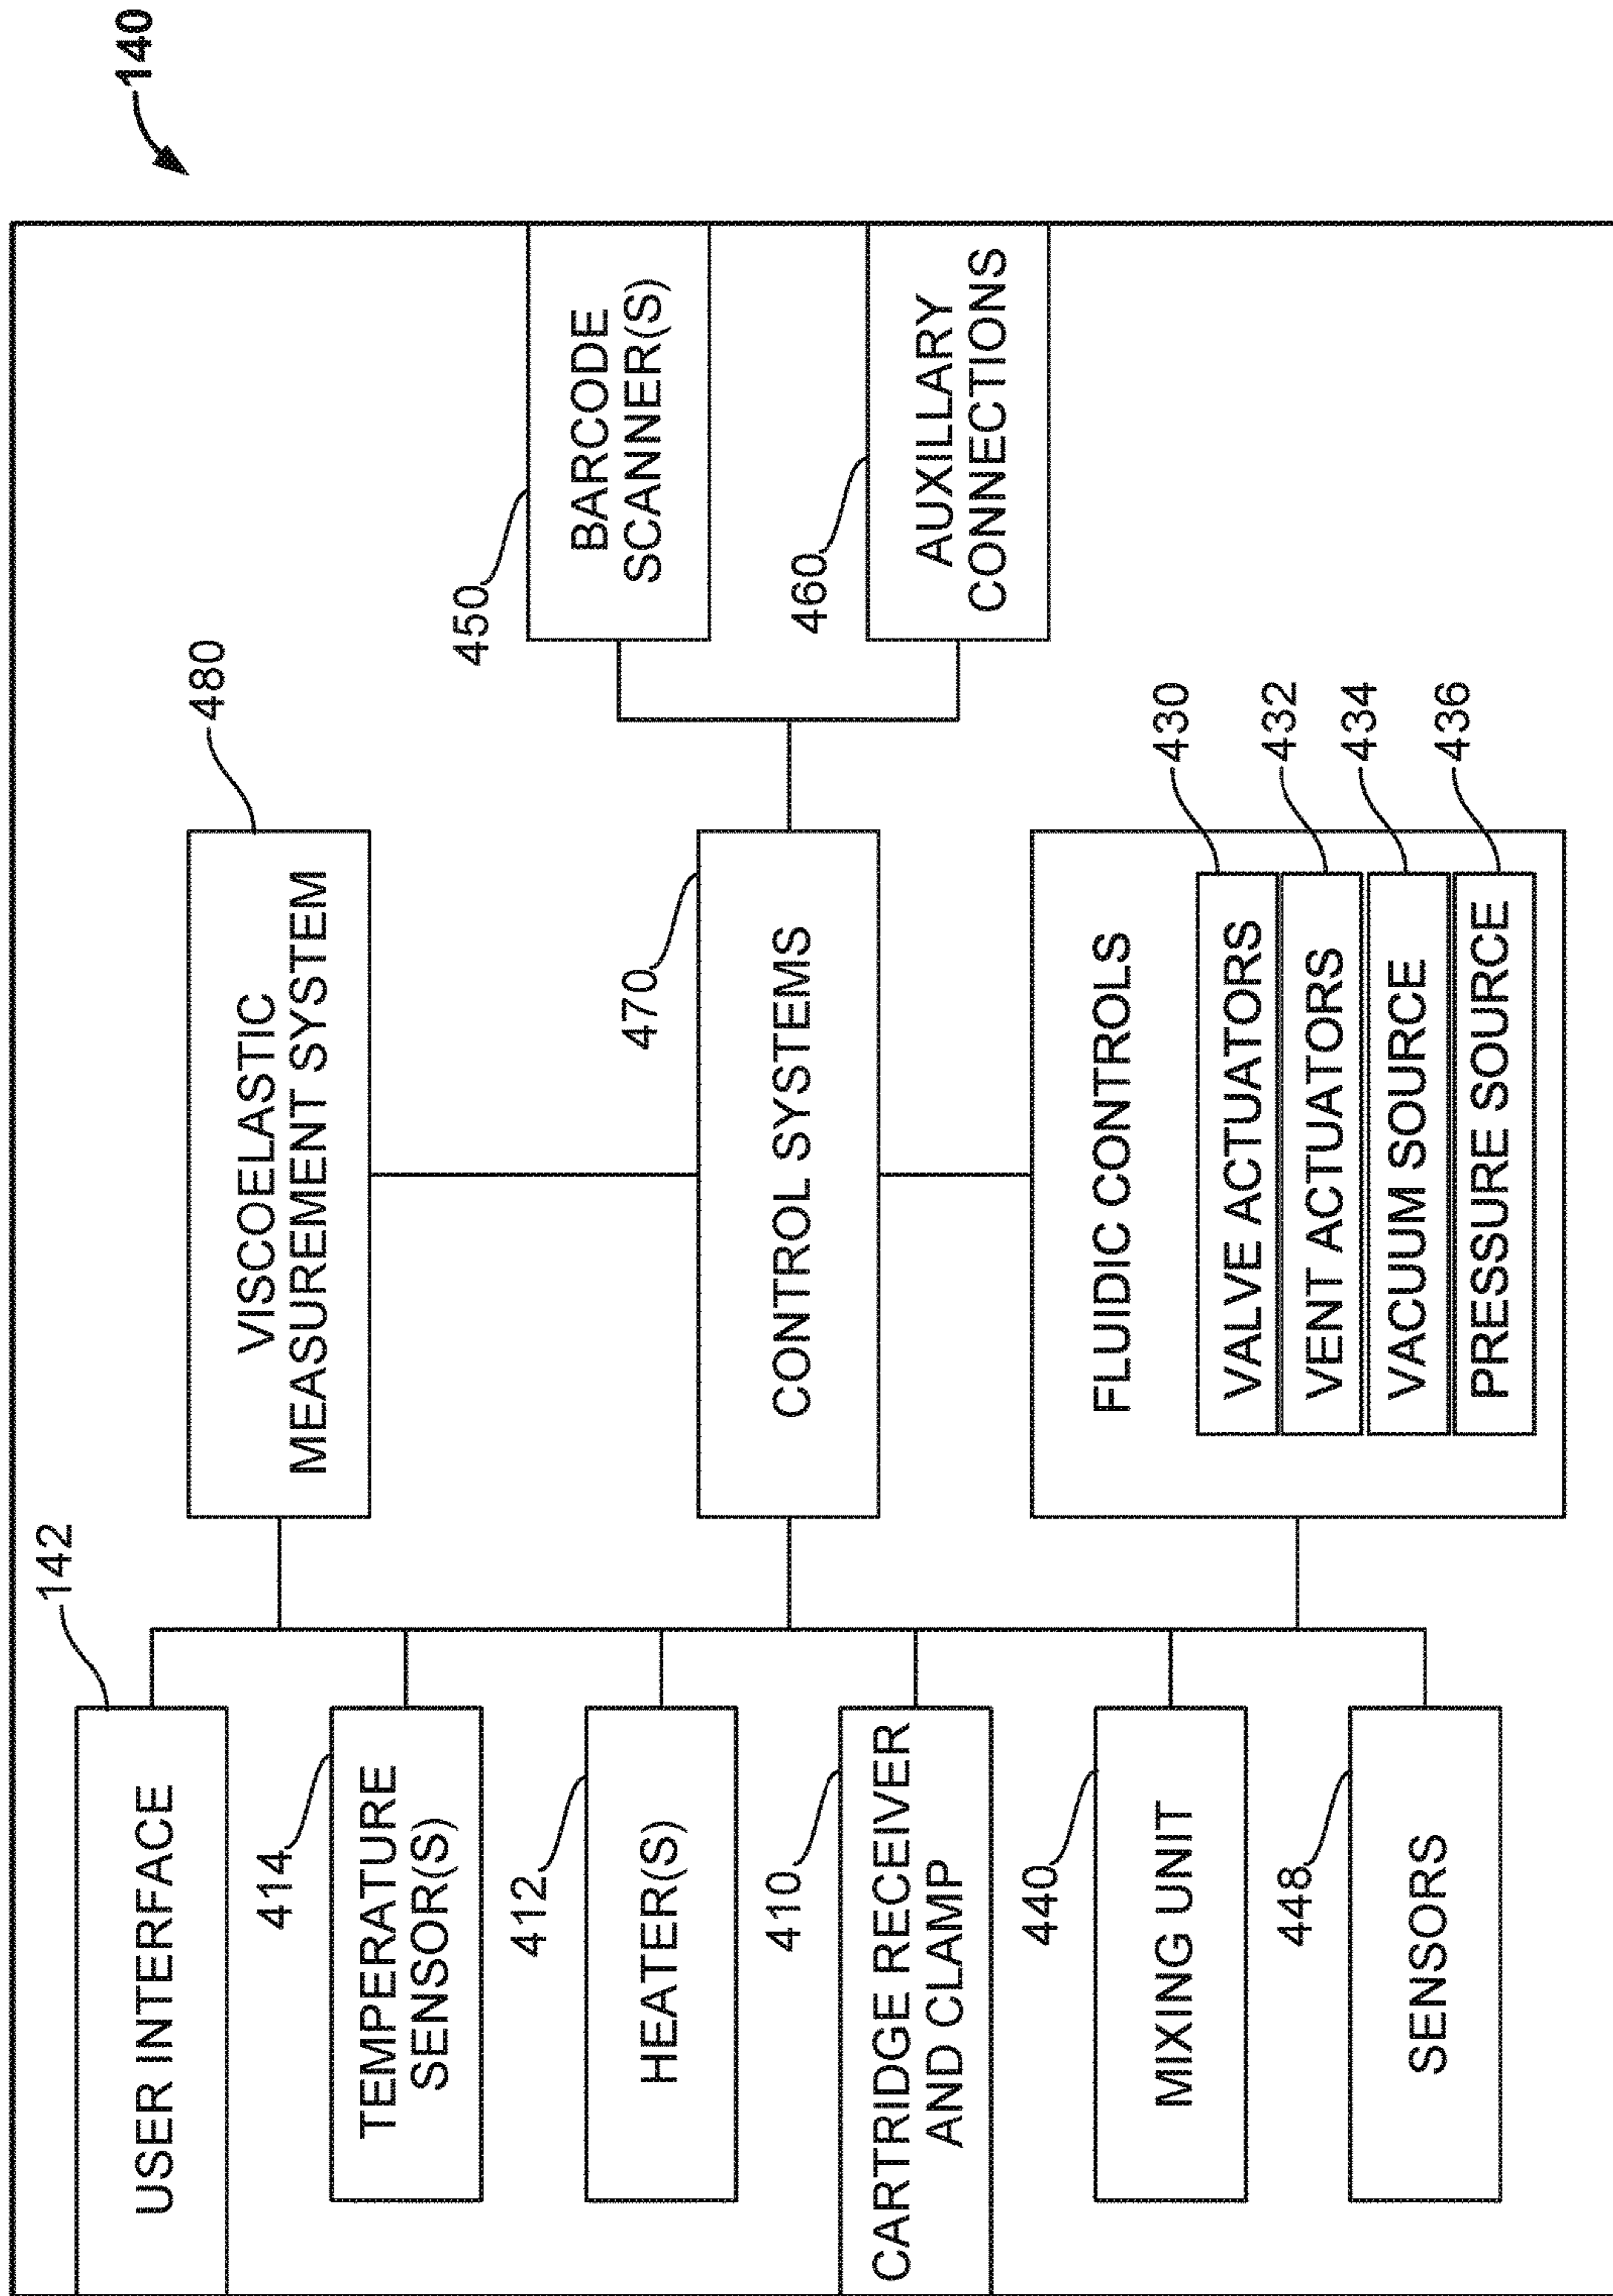 140
142
USER INTERFACE
414
TEMPERATURE
SENSOR(S)
412
HEATER(S)
410
CARTRIDGE RECEIVER
AND CLAMP
440
MIXING UNIT
448
SENSORS
480
VISCOELASTIC
MEASUREMENT SYSTEM
470
CONTROL SYSTEMS
FLUIDIC CONTROLS
VALVE ACTUATORS
430
VENT ACTUATORS
432
VACUUM SOURCE
434
PRESSURE SOURCE
436
450
BARCODE
SCANNER(S)
460
AUXILLARY
CONNECTIONS